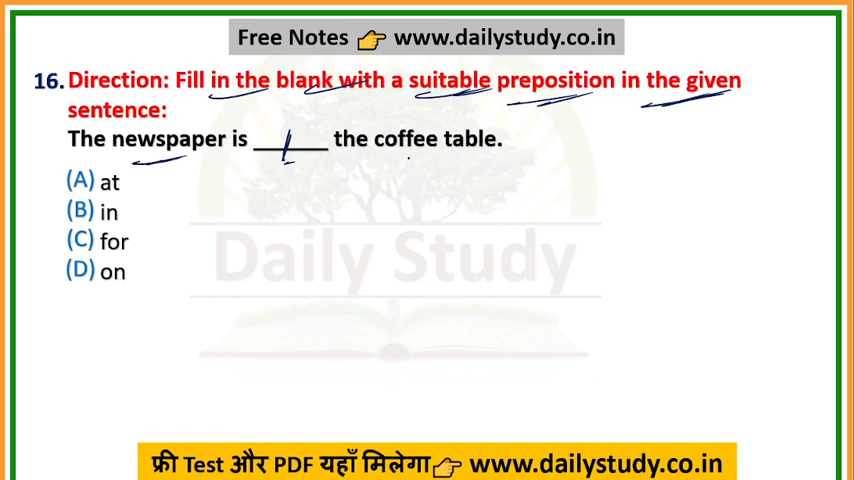 Free Notes 👉 www.dailystudy.co.in
16. Direction: Fill in the blank with a suitable preposition in the given
sentence:
The newspaper is ______ the coffee table.
(A) at
(B) in
(C) for
(D) on
Daily Study
फ्री Test और PDF यहाँ मिलेगा👉 www.dailystudy.co.in